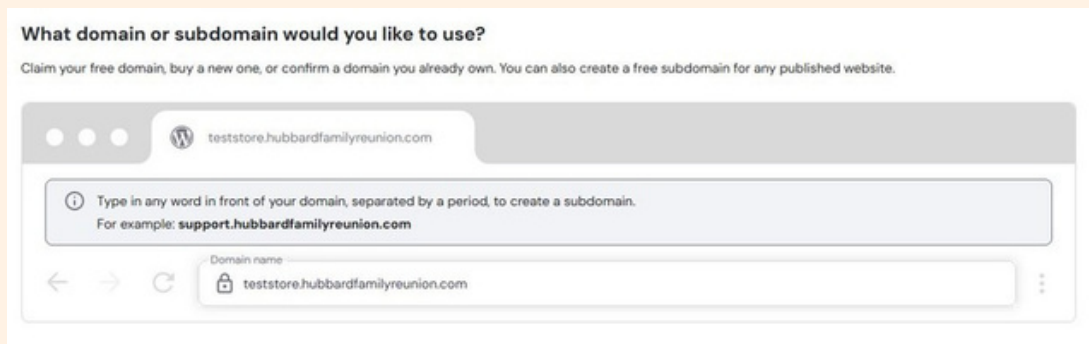 What domain or subdomain would you like to use?
Claim your free domain, buy a new one, or confirm a domain you already own. You can also create a free subdomain for any published website.
teststore.hubbardfamilyreunion.com
Type in any word in front of your domain, separated by a period, to create a subdomain.
For example: support.hubbardfamilyreunion.com
Domain name
teststore.hubbardfamilyreunion.com